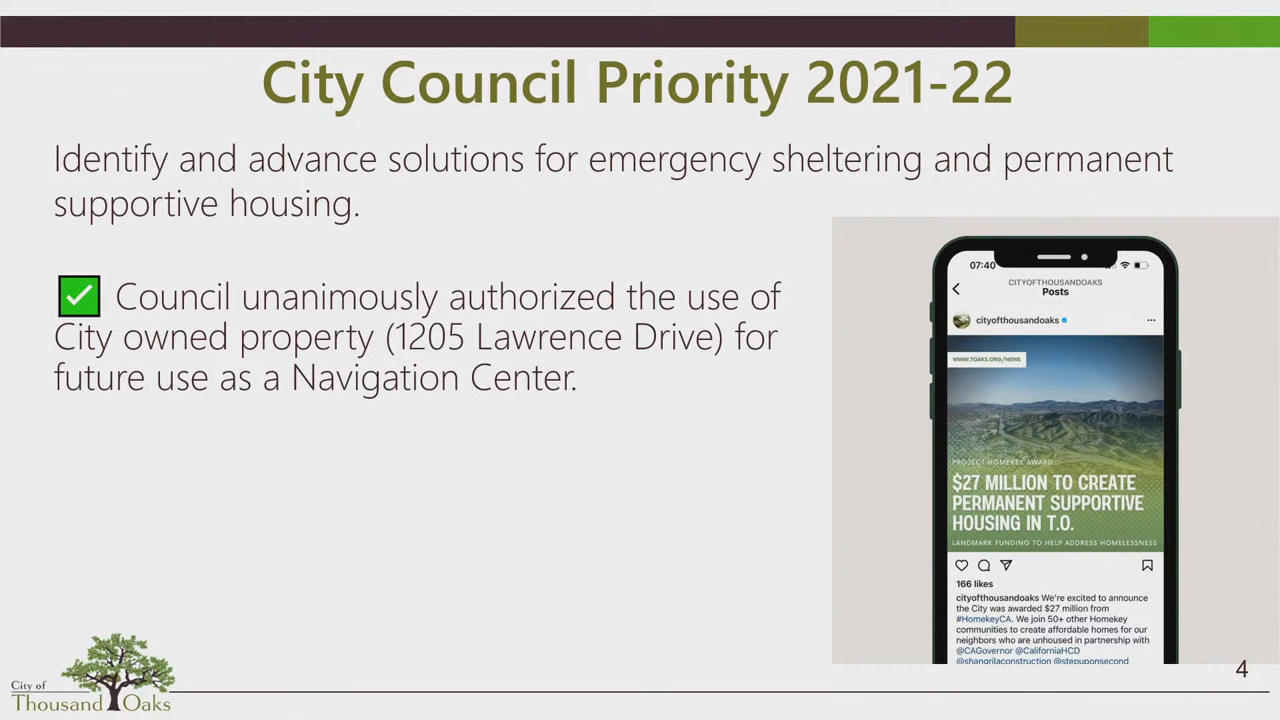 City Council Priority 2021-22
Identify and advance solutions for emergency sheltering and permanent
supportive housing.
Council unanimously authorized the use of
City owned property (1205 Lawrence Drive) for
future use as a Navigation Center.
07:40
CITYOFTHOUSANDOAKS
Posts
cityofthousandoaks
WWW.TOAKS.ORG/NEWS
PROJECT HOMEKEY AWARD
$27 MILLION TO CREATE
PERMANENT SUPPORTIVE
HOUSING IN T.O.
LANDMARK FUNDING TO HELP ADDRESS HOMELESSNESS
166 likes
cityofthousandoaks We're excited to announce
the City was awarded $27 million from
#HomekeyCA. We join 50+ other Homekey
communities to create affordable homes for our
neighbors who are unhoused in partnership with
@CAGovernor @CaliforniaHCD
@shangrilaconstruction @stepuponsecond
4
City of
Thousand Oaks